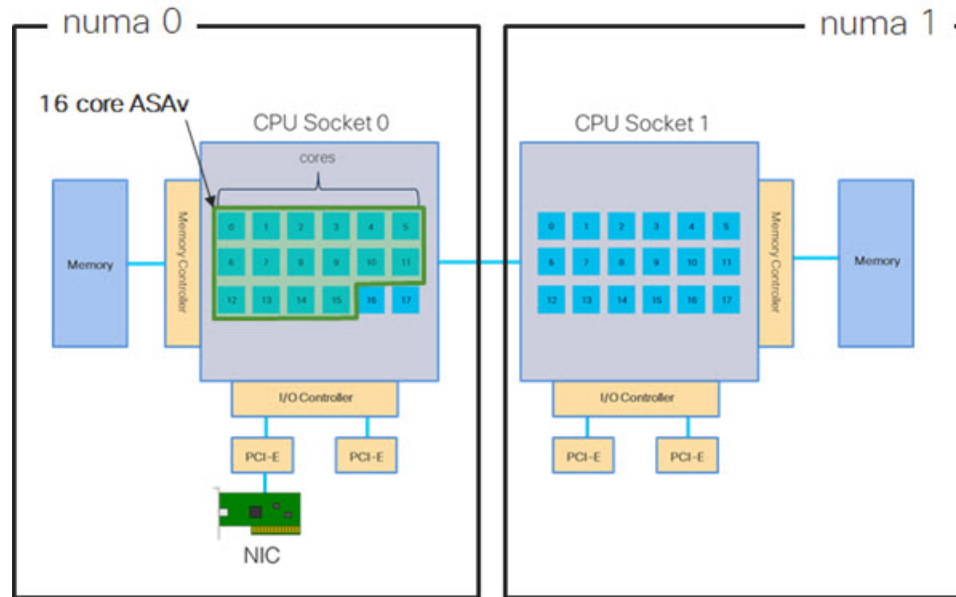 numa 0
numa 1
16 core ASAv
CPU Socket 0
CPU Socket 1
cores
Memory
Memory Controller
0 1 2 3 4 5
6 7 8 9 10 11
12 13 14 15 16 17
0 1 2 3 4 5
6 7 8 9 10 11
12 13 14 15 16 17
Memory Controller
Memory
I/O Controller
I/O Controller
PCI-E
PCI-E
PCI-E
PCI-E
NIC